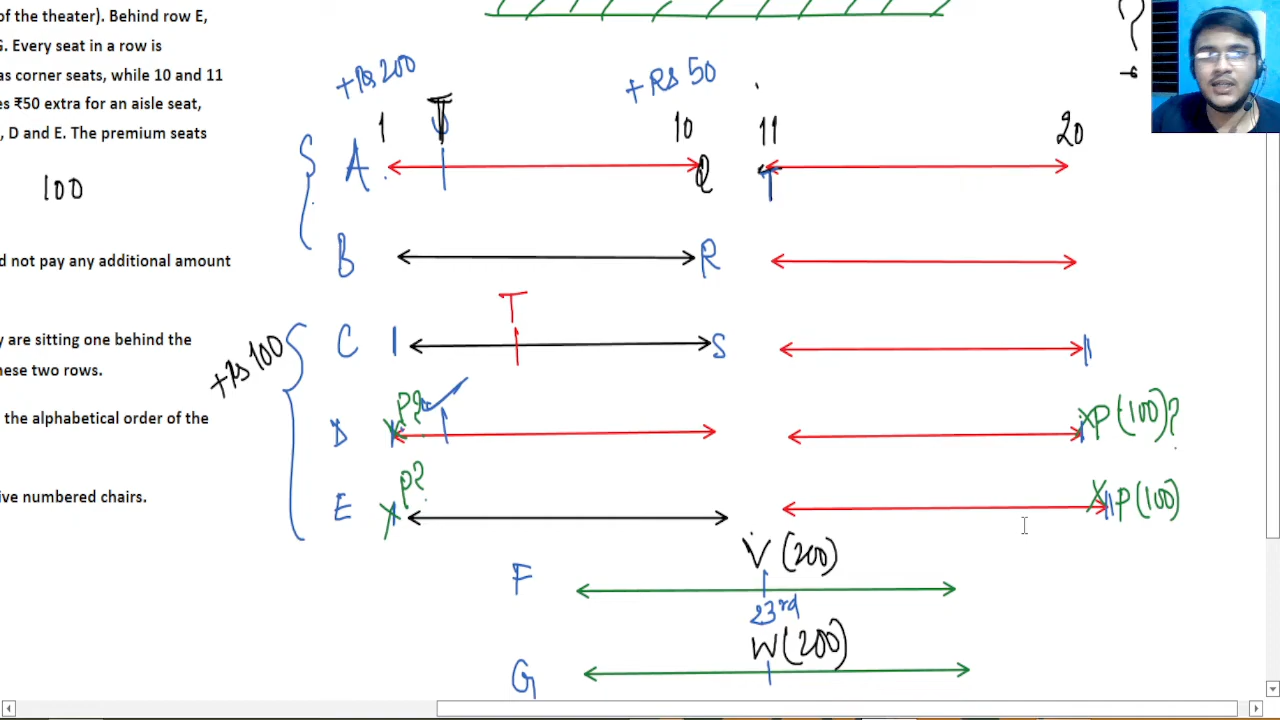 of the theater). Behind row E,
G. Every seat in a row is
as corner seats, while 10 and 11
es ₹50 extra for an aisle seat,
, D and E. The premium seats
100
d not pay any additional amount
y are sitting one behind the
nese two rows.
the alphabetical order of the
ive numbered chairs.
?
+Rs 200
+ RS 50
T
1
10
11
20
A
Q
T
B
R
T
+Rs 100
C
S
P?
D
XP(100)?
P?
X
E
XP(100)
V(200)
F
23rd
W(200)
G